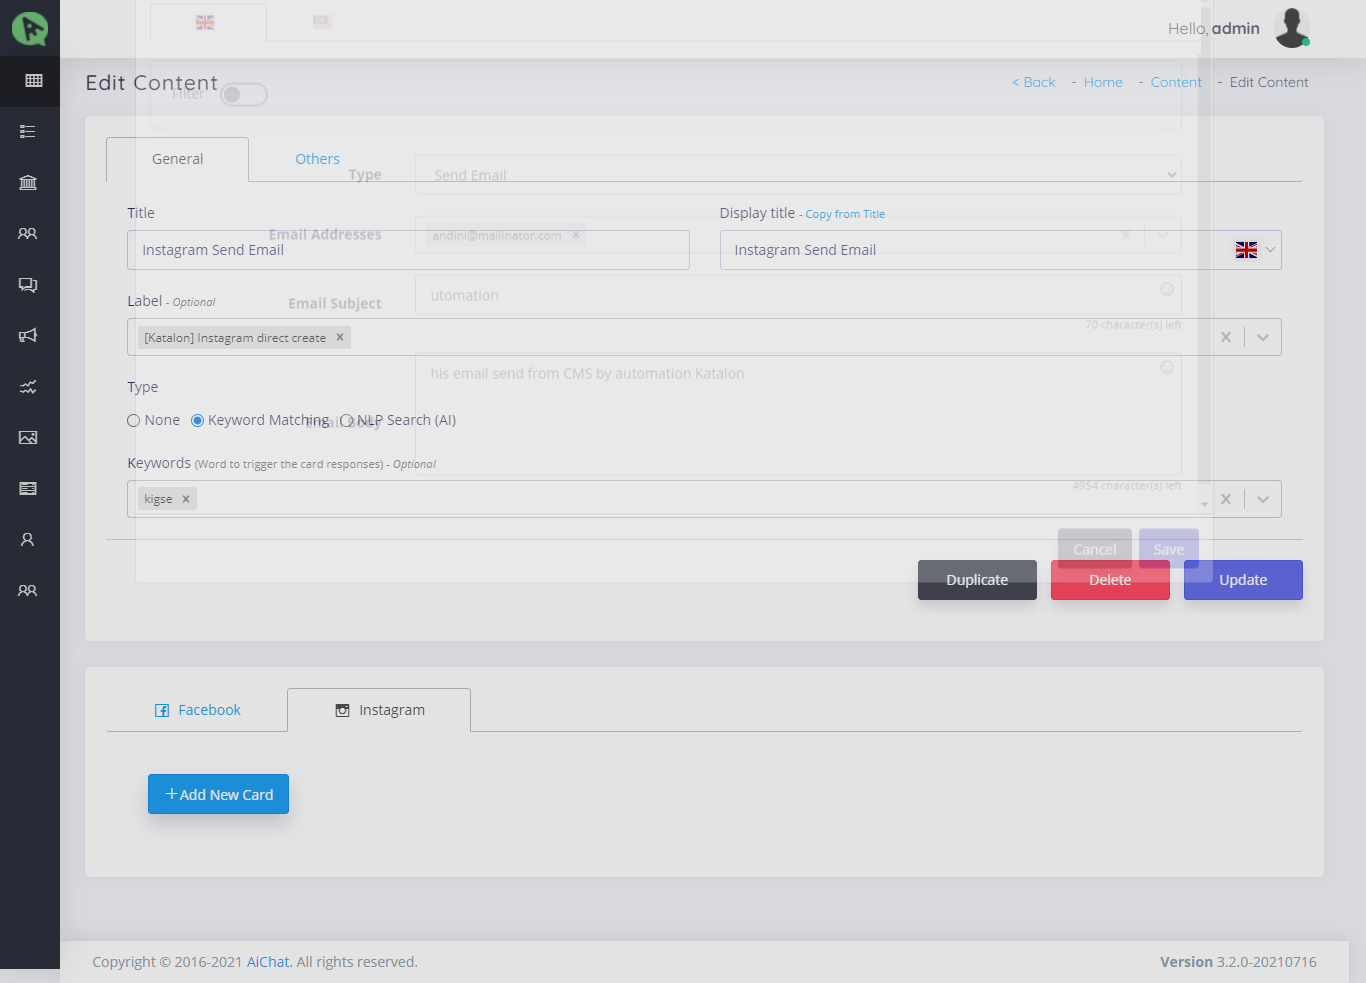 Hello, admin
Edit Content
< Back - Home - Content - Edit Content
Filter
General
Others
Type
Send Email
Title
Display title - Copy from Title
Email Addresses
andini@mailinator.com ×
Instagram Send Email
Instagram Send Email
Label - Optional
Email Subject
utomation
70 character(s) left
[Katalon] Instagram direct create ×
his email send from CMS by automation Katalon
Type
None
Keyword Matching
NLP Search (AI)
Email Body
Keywords (Word to trigger the card responses) - Optional
4954 character(s) left
kigse ×
Cancel
Save
Duplicate
Delete
Update
Facebook
Instagram
+Add New Card
Copyright © 2016-2021 AiChat. All rights reserved.
Version 3.2.0-20210716